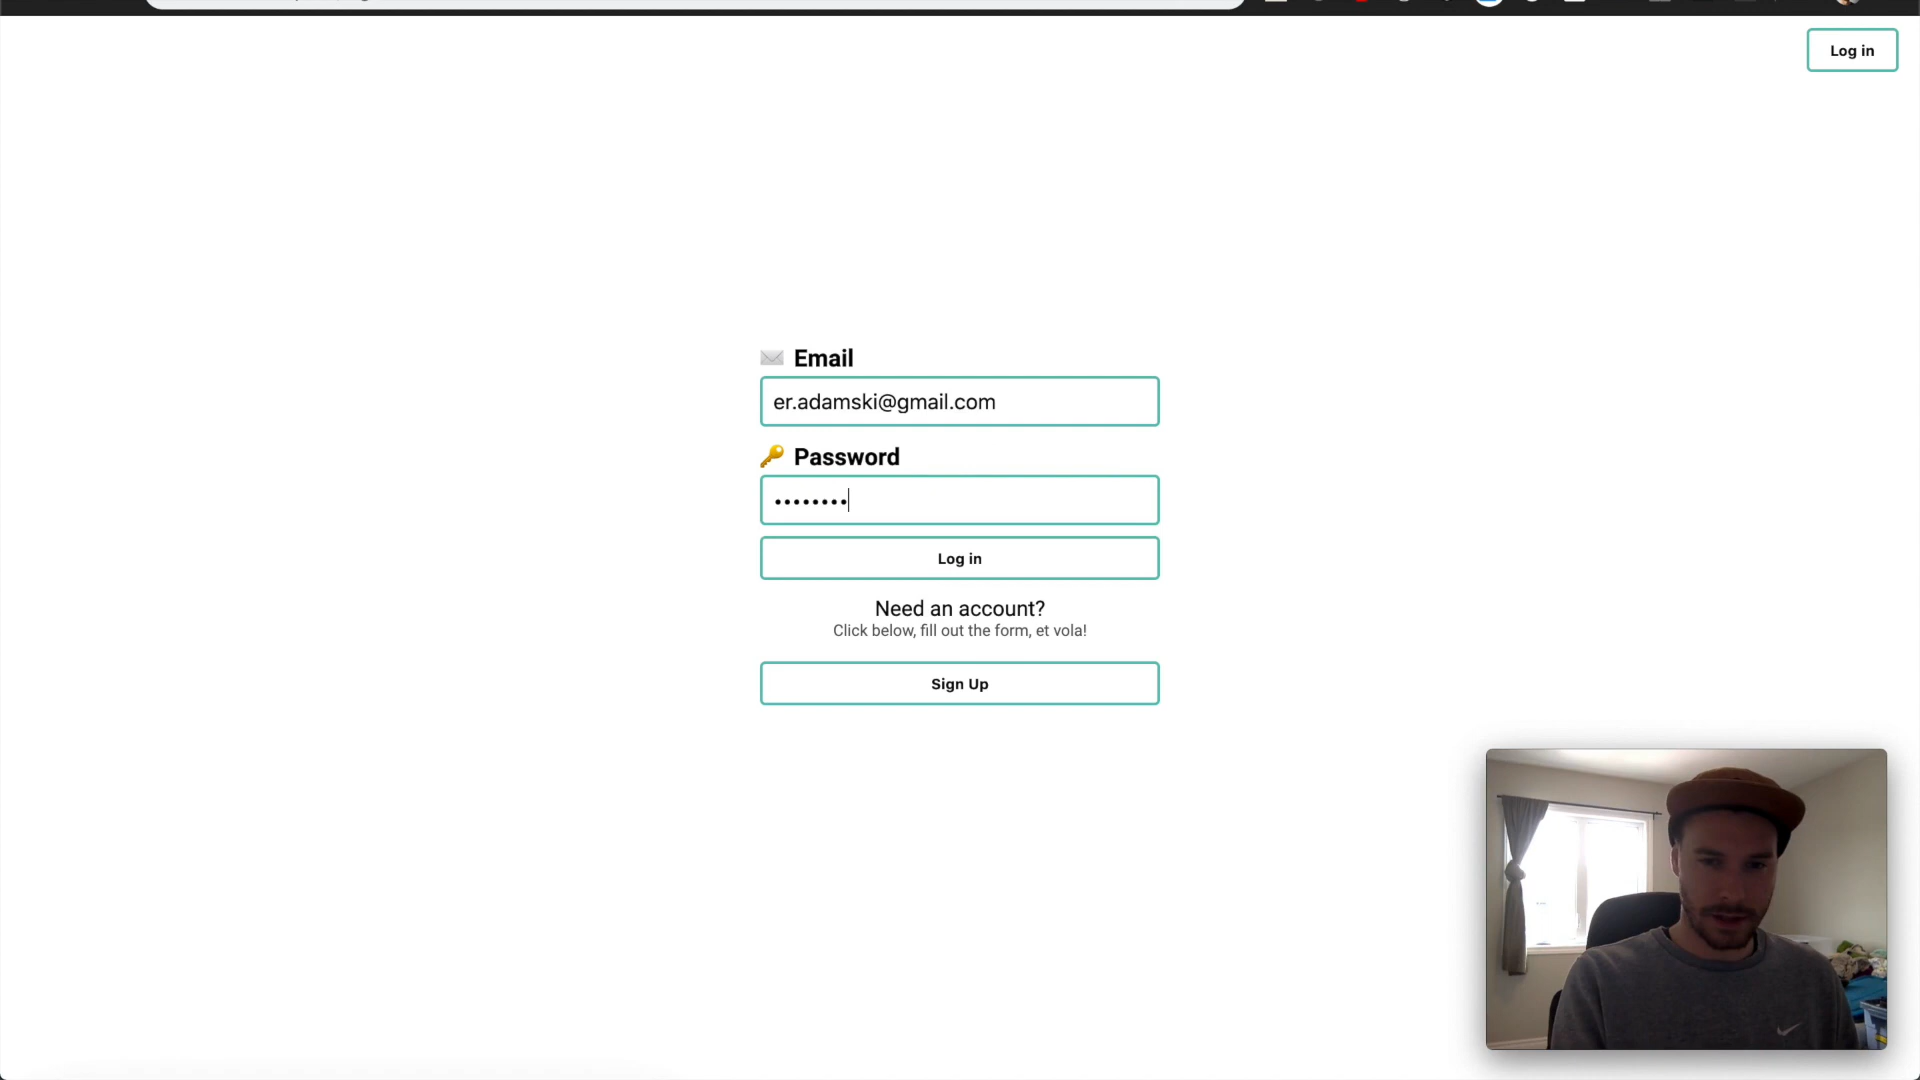 Log in
Email
er.adamski@gmail.com
Password
Log in
Need an account?
Click below, fill out the form, et vola!
Sign Up